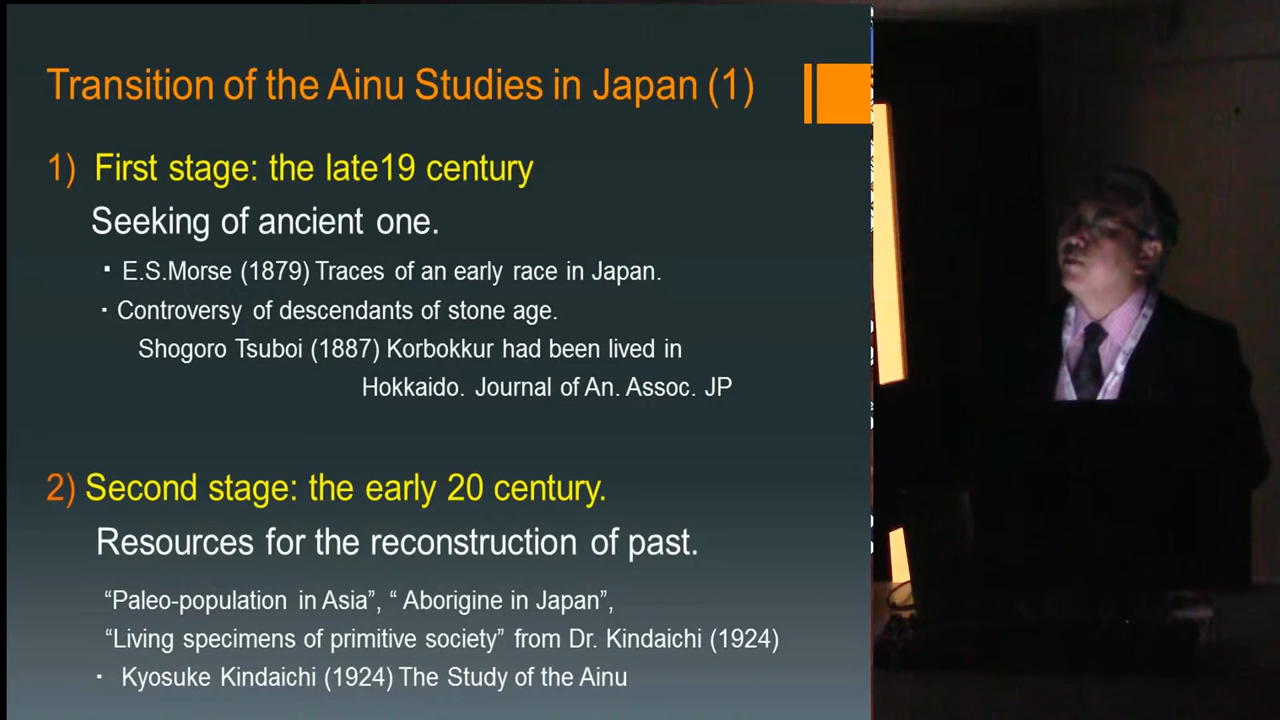 Transition of the Ainu Studies in Japan (1)
1) First stage: the late19 century
Seeking of ancient one.
▪ E.S.Morse (1879) Traces of an early race in Japan.
・Controversy of descendants of stone age.
Shogoro Tsuboi (1887) Korbokkur had been lived in
Hokkaido. Journal of An. Assoc. JP
2) Second stage: the early 20 century.
Resources for the reconstruction of past.
“Paleo-population in Asia”, “ Aborigine in Japan”,
“Living specimens of primitive society” from Dr. Kindaichi (1924)
・ Kyosuke Kindaichi (1924) The Study of the Ainu